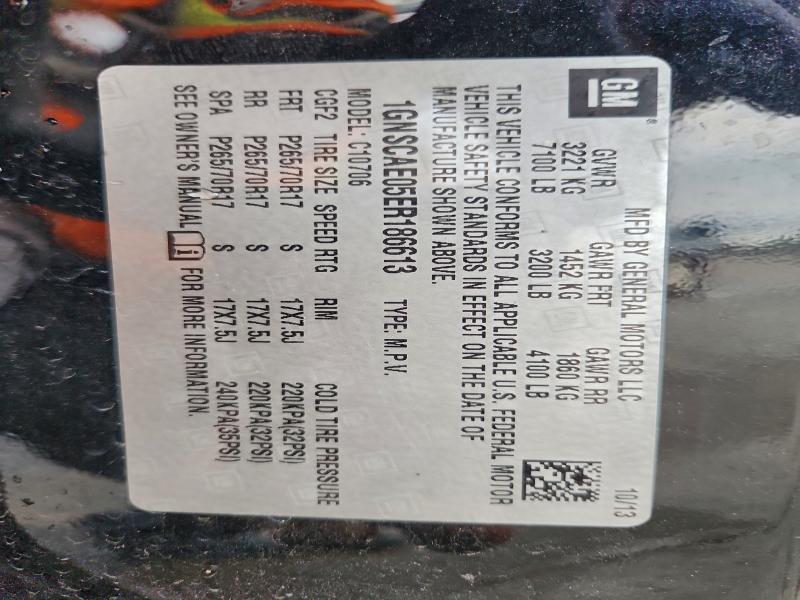 GM®
MFD BY GENERAL MOTORS LLC 10/13
GVWR GAWR FRT GAWR RR
3221 KG 1452 KG 1860 KG
7100 LB 3200 LB 4100 LB
THIS VEHICLE CONFORMS TO ALL APPLICABLE U.S. FEDERAL MOTOR
VEHICLE SAFETY STANDARDS IN EFFECT ON THE DATE OF
MANUFACTURE SHOWN ABOVE.
1GNSCAE05ER186613 TYPE: M.P.V.
MODEL: C10706
CGF2 TIRE SIZE SPEED RTG RIM COLD TIRE PRESSURE
FRT P265/70R17 S 17X7.5J 220KPA(32PSI)
RR P265/70R17 S 17X7.5J 220KPA(32PSI)
SPA P265/70R17 S 17X7.5J 240KPA(35PSI)
SEE OWNER'S MANUAL FOR MORE INFORMATION.